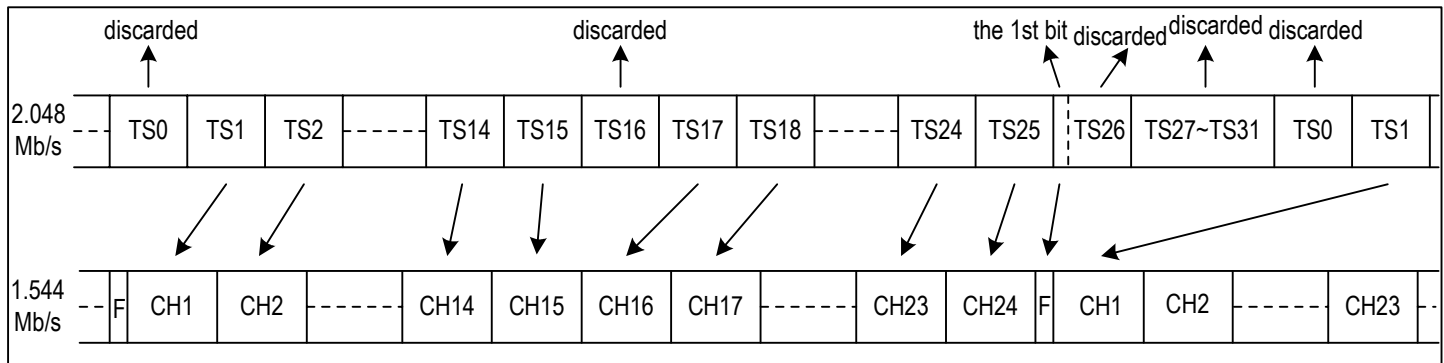 discarded discarded the 1st bit discarded discarded discarded
2.048 Mb/s TS0 TS1 TS2 TS14 TS15 TS16 TS17 TS18 TS24 TS25 TS26 TS27~TS31 TS0 TS1
1.544 Mb/s F CH1 CH2 CH14 CH15 CH16 CH17 CH23 CH24 F CH1 CH2 CH23